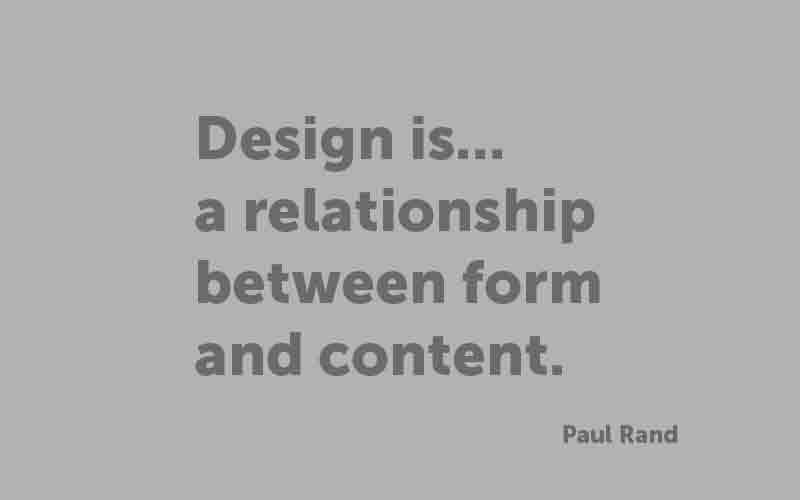 Design is...
a relationship
between form
and content.
Paul Rand